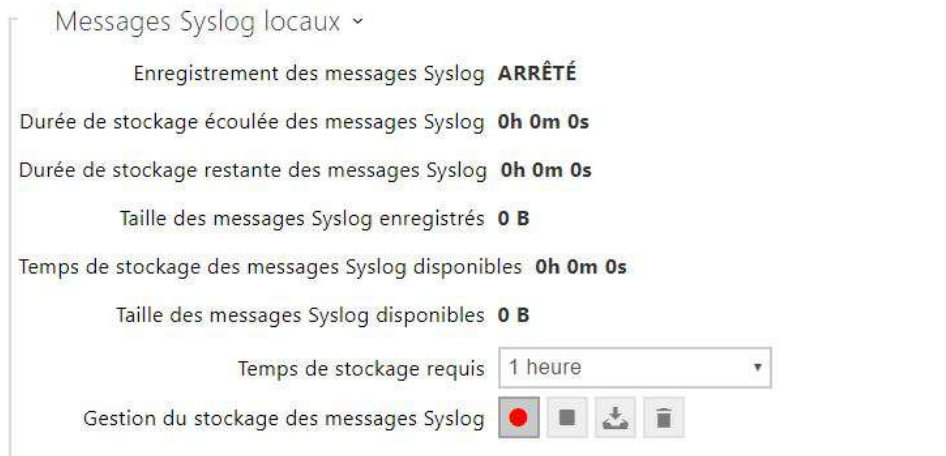 Messages Syslog locaux
Enregistrement des messages Syslog ARRÊTÉ
Durée de stockage écoulée des messages Syslog 0h 0m 0s
Durée de stockage restante des messages Syslog 0h 0m 0s
Taille des messages Syslog enregistrés 0 B
Temps de stockage des messages Syslog disponibles 0h 0m 0s
Taille des messages Syslog disponibles 0 B
Temps de stockage requis 1 heure
Gestion du stockage des messages Syslog